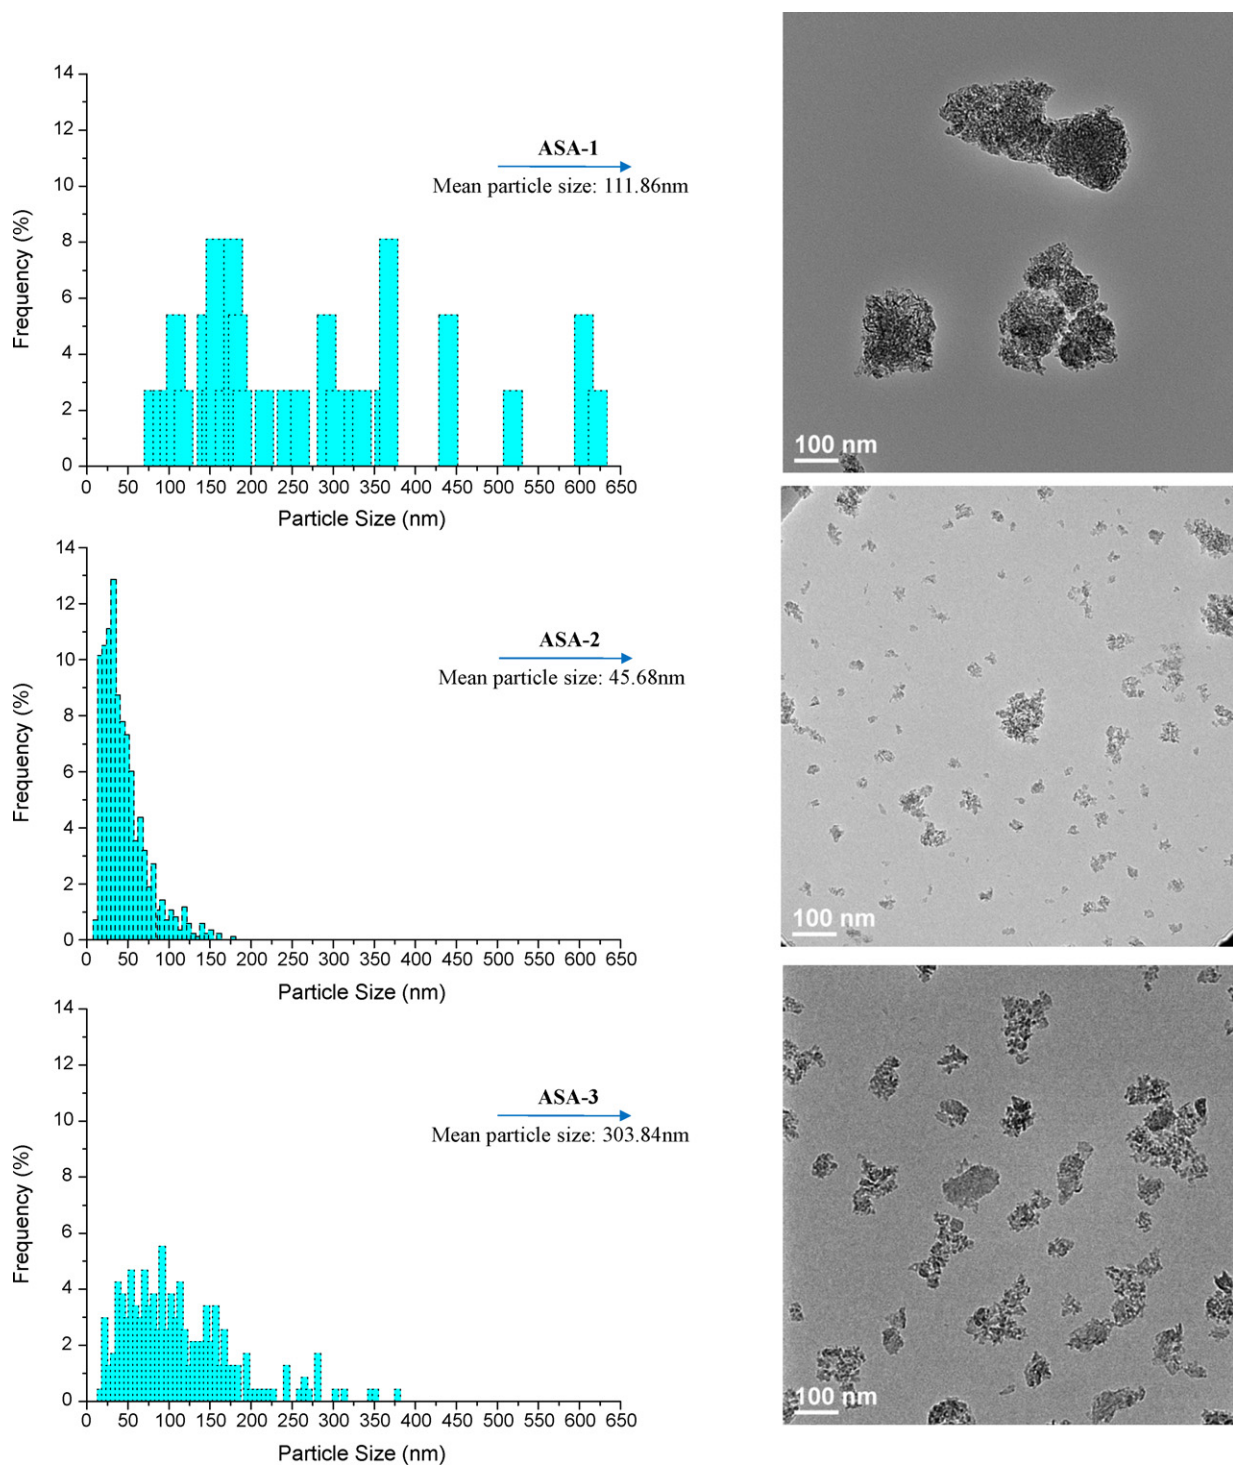 14
12
10
8
6
4
2
0
Frequency (%)
0 50 100 150 200 250 300 350 400 450 500 550 600 650
Particle Size (nm)
ASA-1
Mean particle size: 111.86nm
100 nm
14
12
10
8
6
4
2
0
Frequency (%)
0 50 100 150 200 250 300 350 400 450 500 550 600 650
Particle Size (nm)
ASA-2
Mean particle size: 45.68nm
100 nm
14
12
10
8
6
4
2
0
Frequency (%)
0 50 100 150 200 250 300 350 400 450 500 550 600 650
Particle Size (nm)
ASA-3
Mean particle size: 303.84nm
100 nm